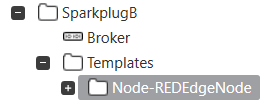 SparkplugB
Broker
Templates
Node-REDEdgeNode